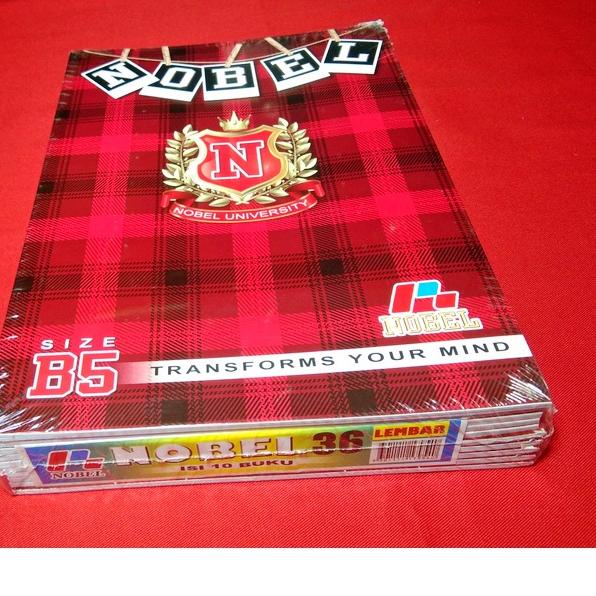 NOBEL
N
NOBEL UNIVERSITY
NOBEL
SIZE
B5
TRANSFORMS YOUR MIND
NOBEL
NOBEL 36
LEMBAR
ISI 10 BUKU